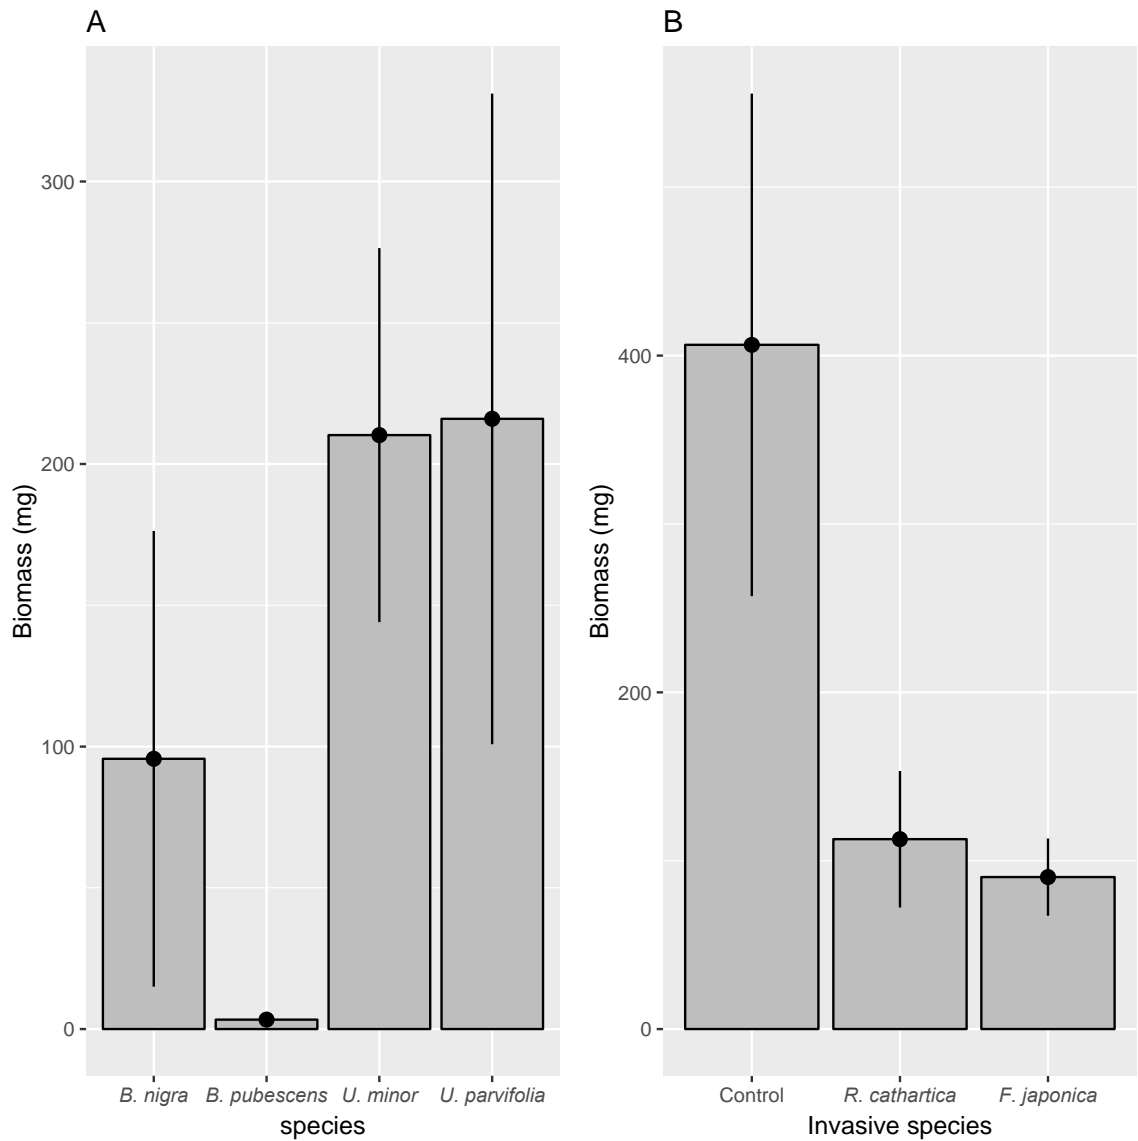 A
B
300
200
100
0
Biomass (mg)
B. nigra
B. pubescens
U. minor
U. parvifolia
species
400
200
0
Biomass (mg)
Control
R. cathartica
F. japonica
Invasive species